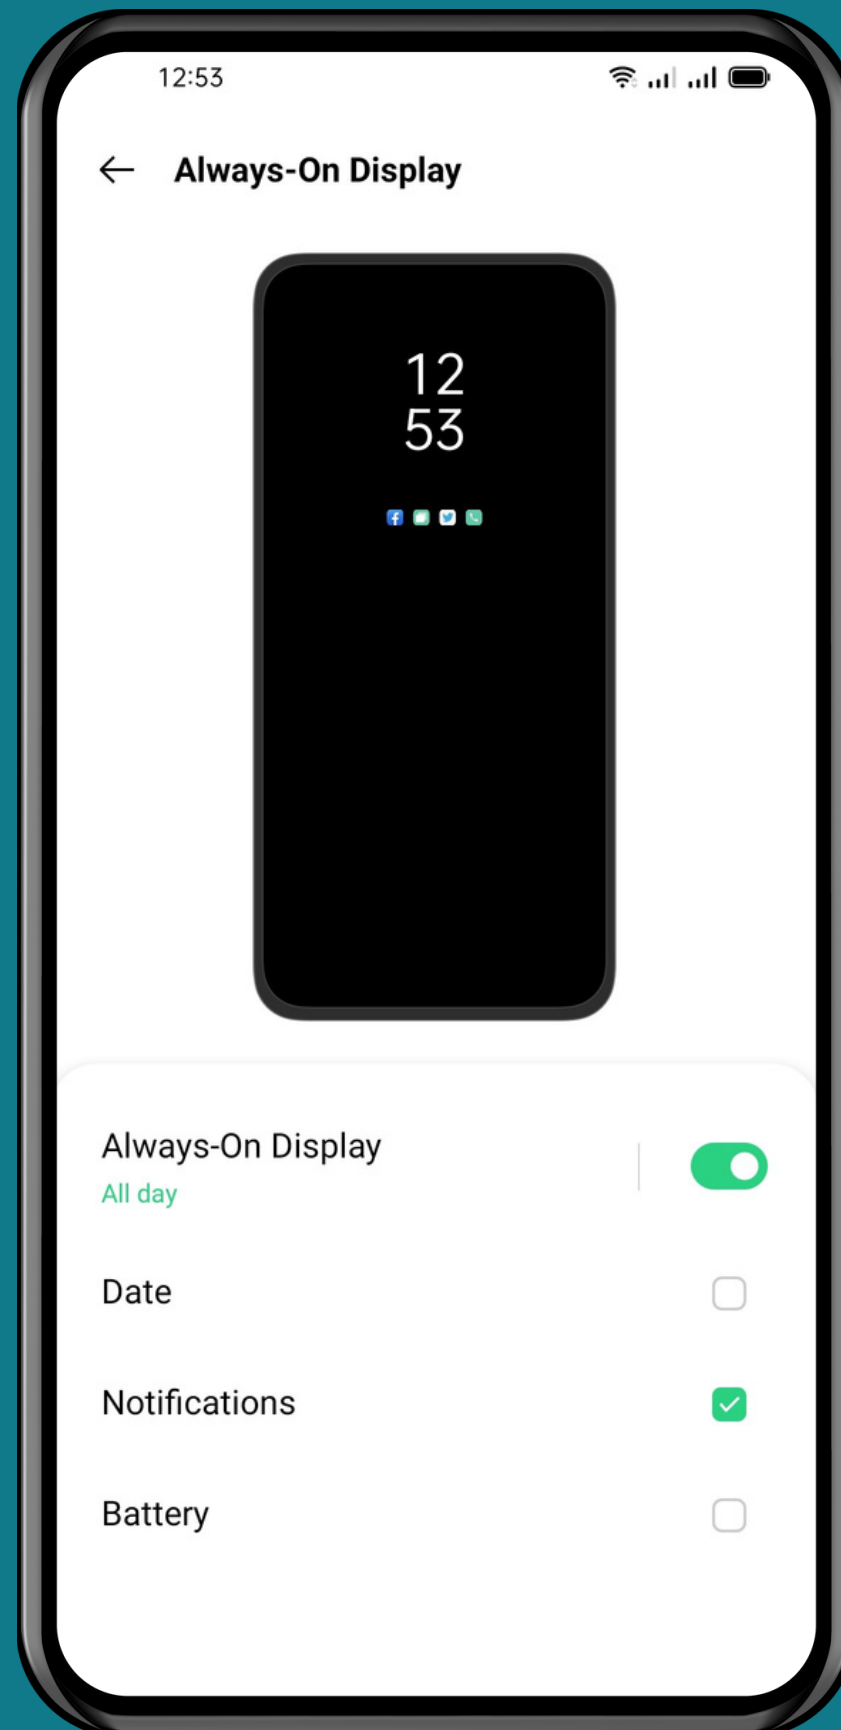 12:53
Always-On Display
12
53
Always-On Display
All day
Date
Notifications
Battery